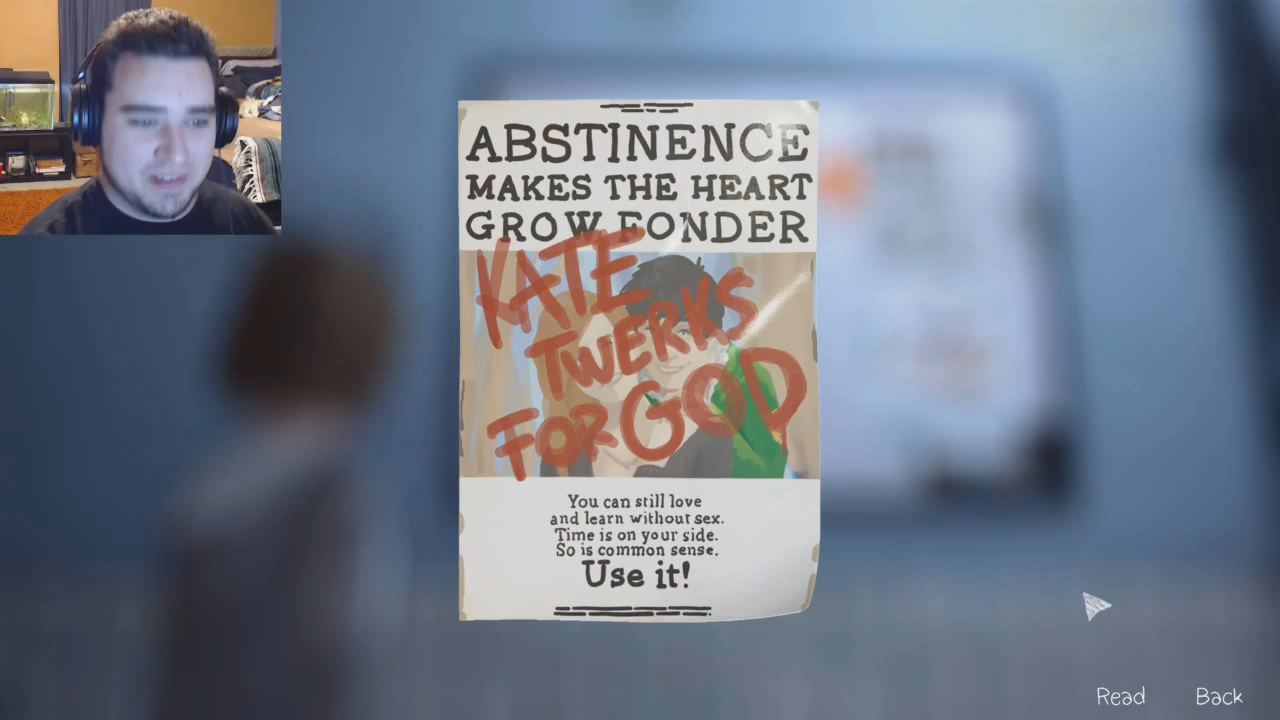 ABSTINENCE
MAKES THE HEART
GROW FONDER
KATE
TWERKS
FOR GOD
You can still love
and learn without sex.
Time is on your side.
So is common sense.
Use it!
Read Back